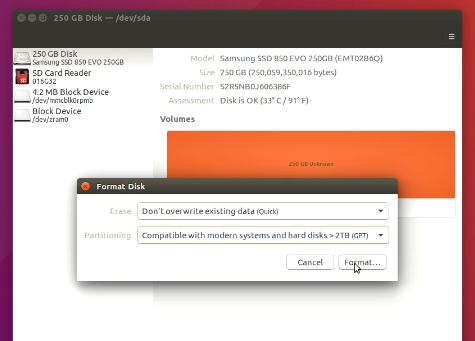 250 GB Disk — /dev/sda
250 GB Disk
Samsung SSD 850 EVO 250GB
SD Card Reader
016G32
4.2 MB Block Device
/dev/mmcblk0rpmb
Block Device
/dev/zram0
Model Samsung SSD 850 EVO 250GB (EMT02B6Q)
Size 250 GB (250,059,350,016 bytes)
Serial Number S2R5NB0J606386F
Assessment Disk is OK (33° C / 91° F)
Volumes
250 GB Unknown
Format Disk
Erase Don't overwrite existing data (Quick)
Partitioning Compatible with modern systems and hard disks > 2TB (GPT)
Cancel Format...